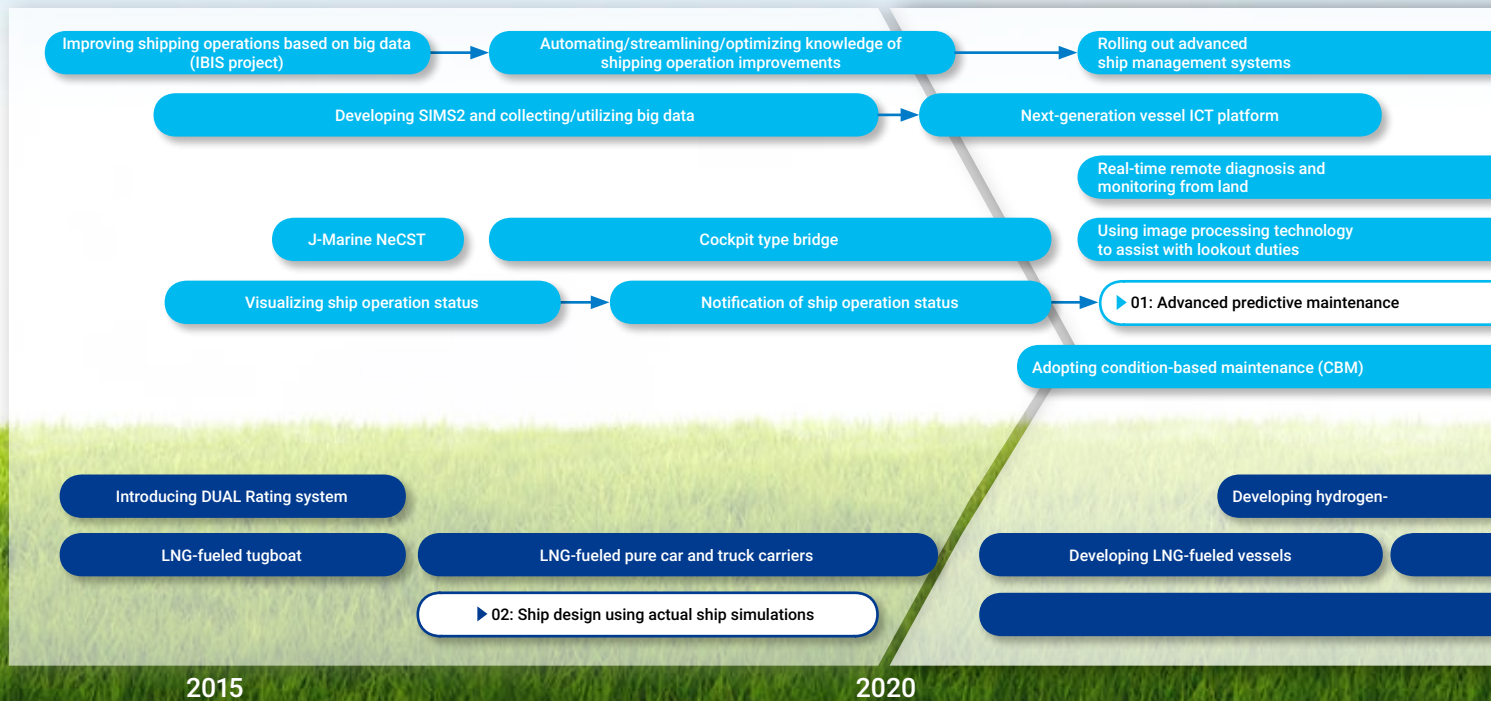 Improving shipping operations based on big data
(IBIS project)
Automating/streamlining/optimizing knowledge of
shipping operation improvements
Rolling out advanced
ship management systems
Developing SIMS2 and collecting/utilizing big data
Next-generation vessel ICT platform
Real-time remote diagnosis and
monitoring from land
J-Marine NeCST
Cockpit type bridge
Using image processing technology
to assist with lookout duties
Visualizing ship operation status
Notification of ship operation status
01: Advanced predictive maintenance
Adopting condition-based maintenance (CBM)
Introducing DUAL Rating system
Developing hydrogen-
LNG-fueled tugboat
LNG-fueled pure car and truck carriers
Developing LNG-fueled vessels
02: Ship design using actual ship simulations
2015
2020